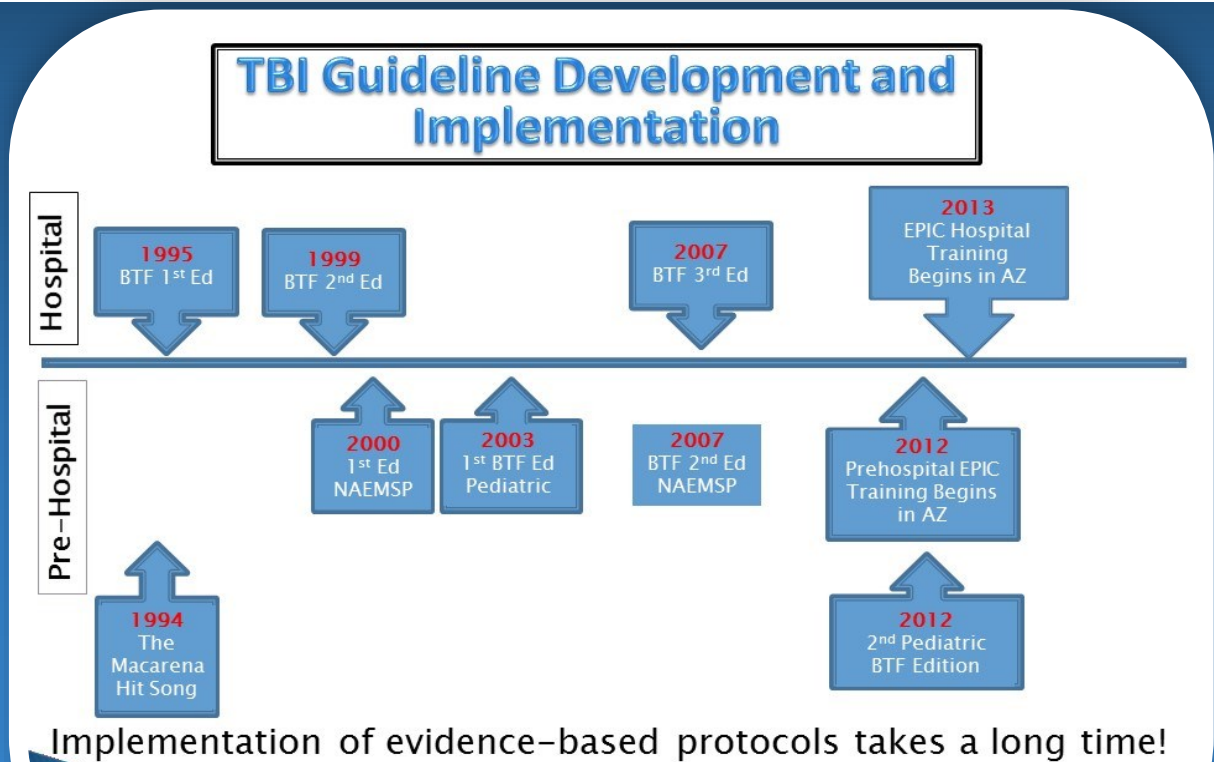 TBI Guideline Development and
Implementation
Hospital
1995
BTF 1st Ed
1999
BTF 2nd Ed
2007
BTF 3rd Ed
2013
EPIC Hospital
Training
Begins in AZ
Pre-Hospital
2000
1st Ed
NAEMSP
2003
1st BTF Ed
Pediatric
2007
BTF 2nd Ed
NAEMSP
2012
Prehospital EPIC
Training Begins
in AZ
1994
The
Macarena
Hit Song
2012
2nd Pediatric
BTF Edition
Implementation of evidence-based protocols takes a long time!